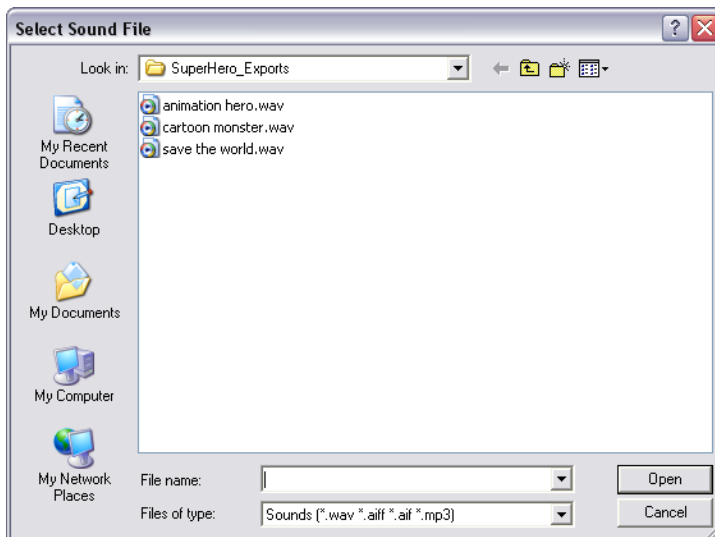 Select Sound File
Look in: SuperHero_Exports
animation hero.wav
cartoon monster.wav
save the world.wav
My Recent
Documents
Desktop
My Documents
My Computer
My Network
Places
File name:
Open
Files of type: Sounds (*.wav *.aiff *.aif *.mp3)
Cancel